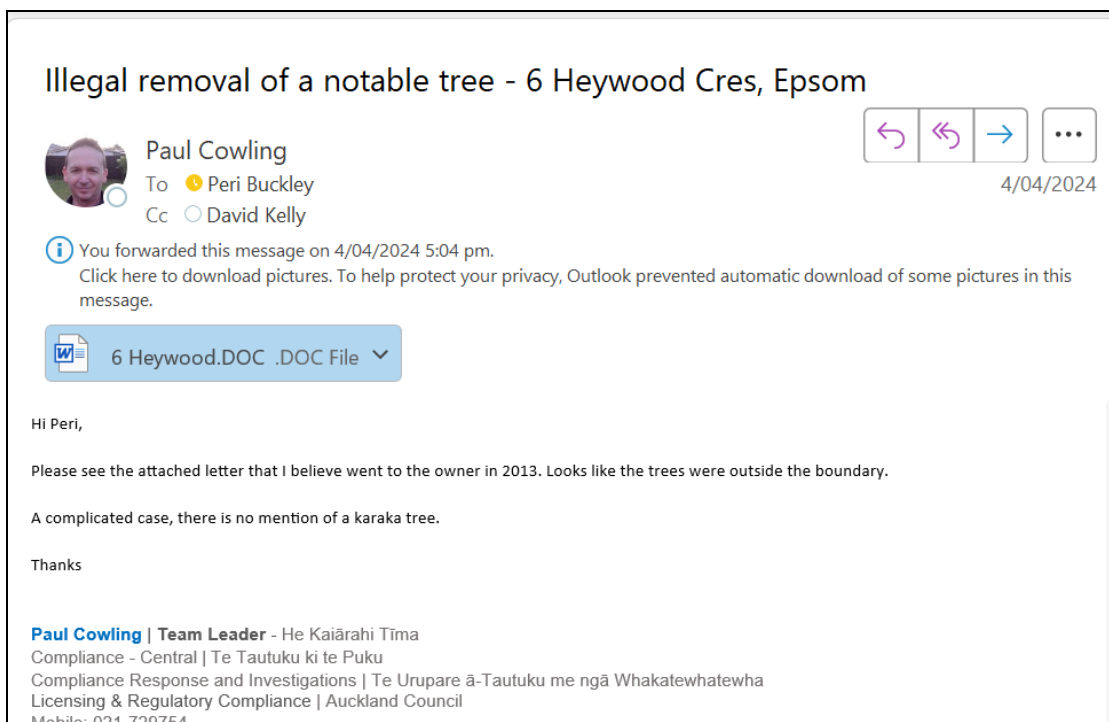 Illegal removal of a notable tree - 6 Heywood Cres, Epsom
Paul Cowling
To Peri Buckley
4/04/2024
Cc David Kelly
You forwarded this message on 4/04/2024 5:04 pm.
Click here to download pictures. To help protect your privacy, Outlook prevented automatic download of some pictures in this
message.
6 Heywood.DOC .DOC File
Hi Peri,
Please see the attached letter that I believe went to the owner in 2013. Looks like the trees were outside the boundary.
A complicated case, there is no mention of a karaka tree.
Thanks
Paul Cowling | Team Leader - He Kaiārahi Tīma
Compliance - Central | Te Tautuku ki te Puku
Compliance Response and Investigations | Te Urupare ā-Tautuku me ngā Whakatewhatewha
Licensing & Regulatory Compliance | Auckland Council
Mobile: 021 729754